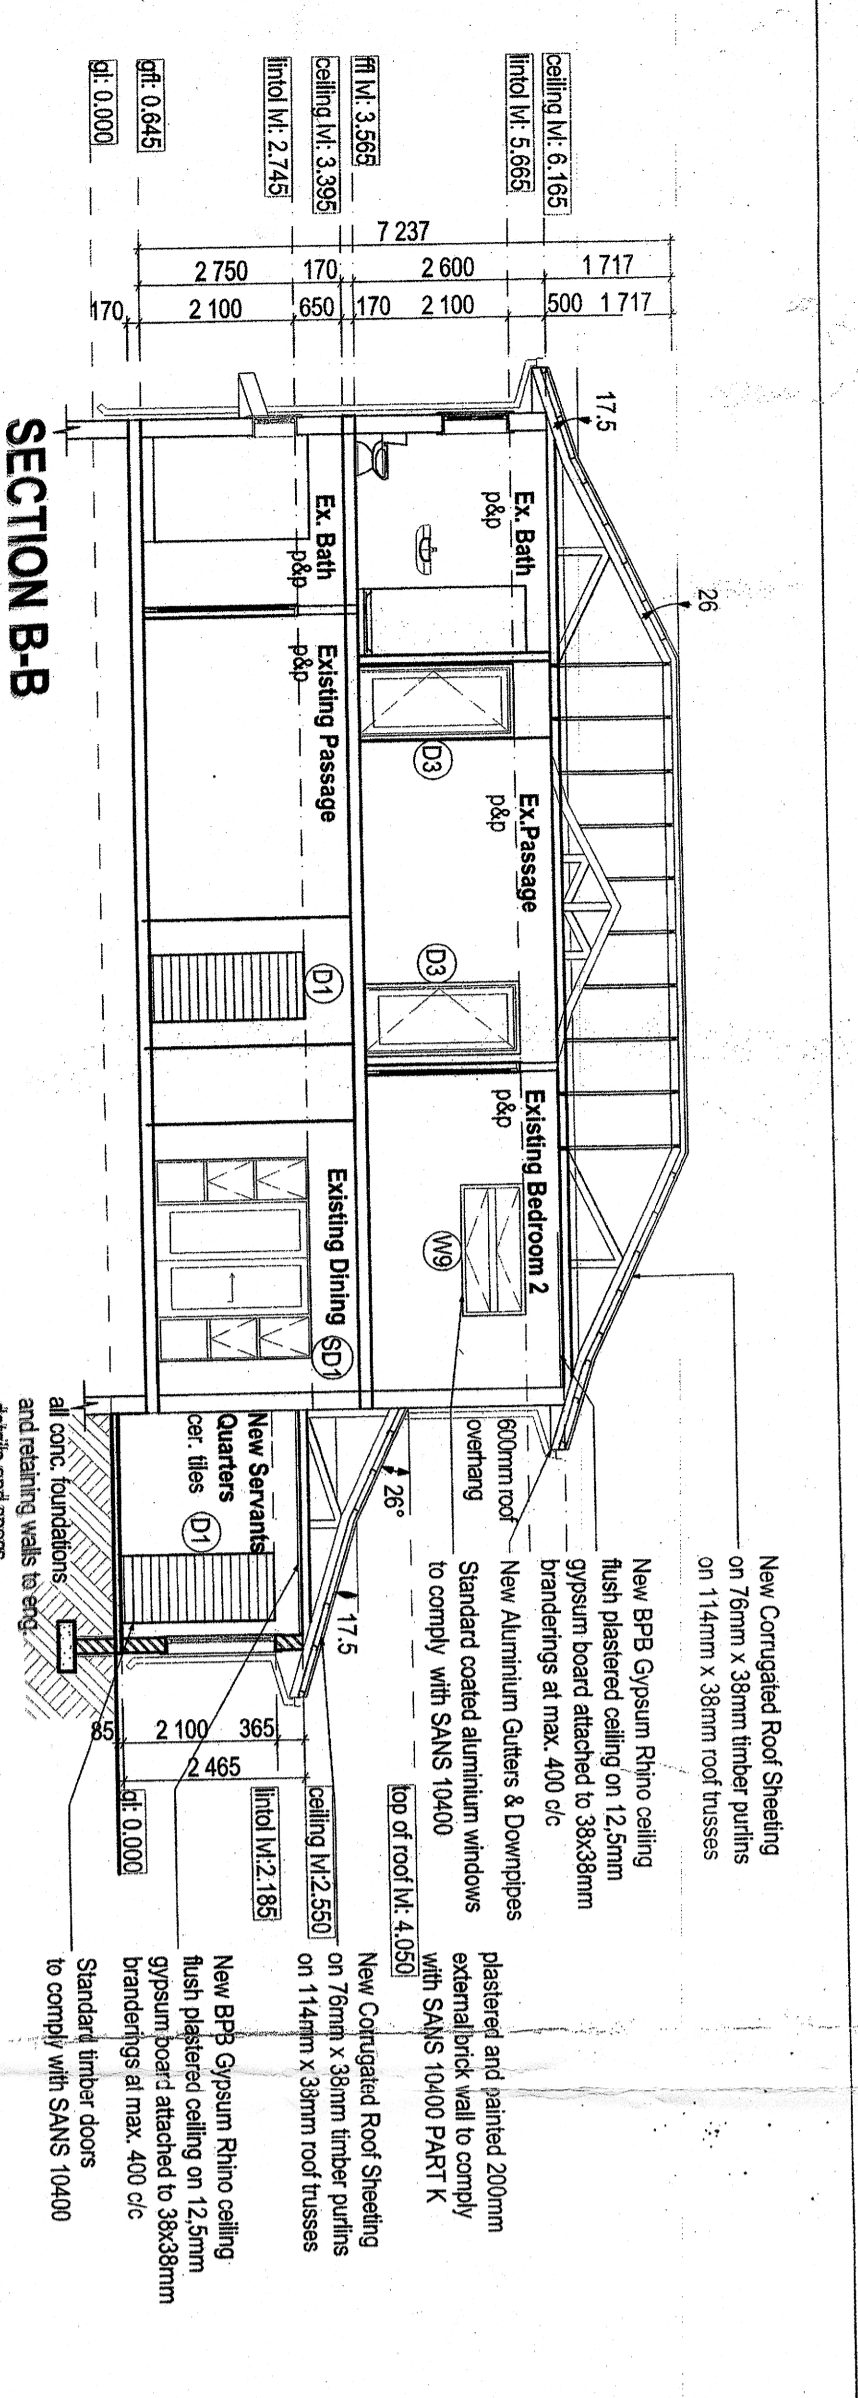 New Corrugated Roof Sheeting
on 76mm x 38mm timber purlins
on 114mm x 38mm roof trusses
New BPB Gypsum Rhino ceiling
flush plastered ceiling on 12,5mm
gypsum board attached to 38x38mm
branderings at max. 400 c/c
New Aluminium Gutters & Downpipes
Standard coated aluminium windows
to comply with SANS 10400
600mm roof
overhang
plastered and painted 200mm
external brick wall to comply
with SANS 10400 PART K
top of roof lvl: 4.050
New Corrugated Roof Sheeting
on 76mm x 38mm timber purlins
on 114mm x 38mm roof trusses
New BPB Gypsum Rhino ceiling
flush plastered ceiling on 12,5mm
gypsum board attached to 38x38mm
branderings at max. 400 c/c
Standard timber doors
to comply with SANS 10400
ceiling lvl: 6.165
lintol lvl: 5.665
ffl lvl: 3.565
ceiling lvl: 3.395
lintol lvl: 2.745
gfl: 0.645
gl: 0.000
7 237
1 717
2 600
170
2 750
1 717
500
2 100
170
650
2 100
170
17.5
26
Ex. Bath
p&p
Ex.Passage
p&p
D3
D3
Existing Bedroom 2
p&p
W9
Ex. Bath
p&p
Existing Passage
p&p
D1
Existing Dining
SD1
New Servants
Quarters
cer. tiles
D1
26°
17.5
365
2 100
85
2 465
ceiling lvl:2.550
lintol lvl:2.185
gl: 0.000
all conc. foundations
and retaining walls to eng.
SECTION B-B